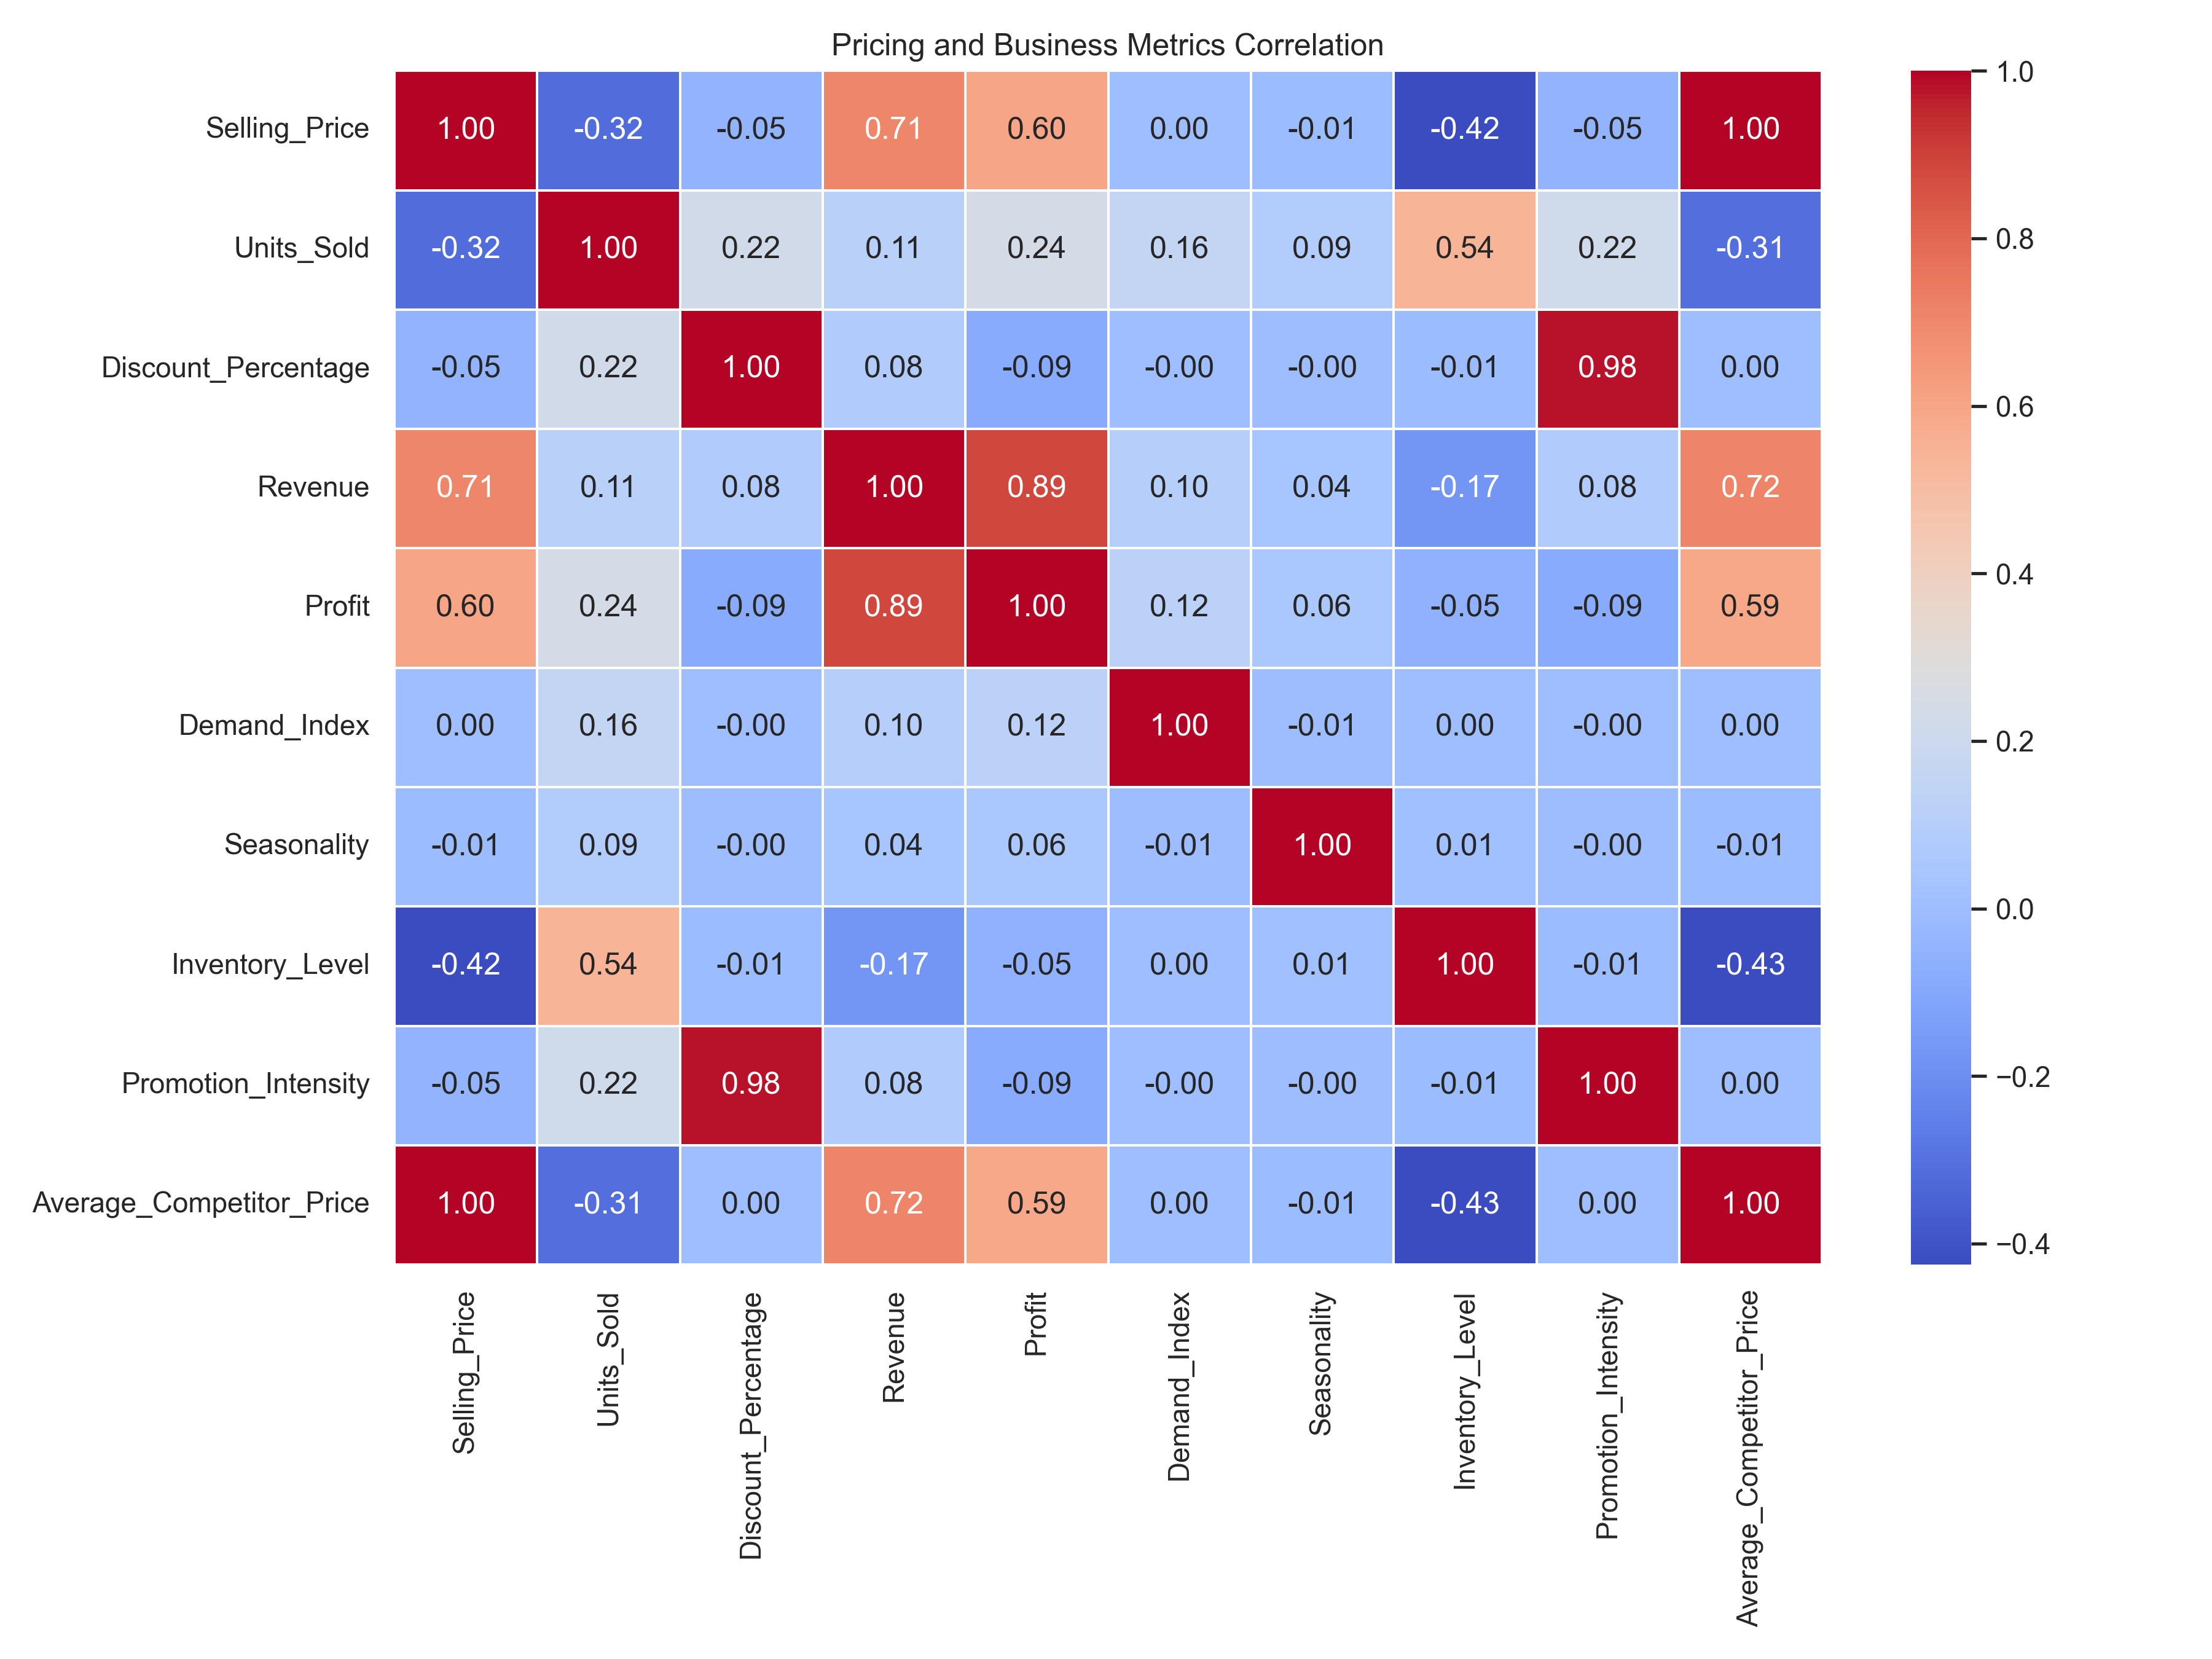 Pricing and Business Metrics Correlation
Selling_Price 1.00 -0.32 -0.05 0.71 0.60 0.00 -0.01 -0.42 -0.05 1.00
Units_Sold -0.32 1.00 0.22 0.11 0.24 0.16 0.09 0.54 0.22 -0.31
Discount_Percentage -0.05 0.22 1.00 0.08 -0.09 -0.00 -0.00 -0.01 0.98 0.00
Revenue 0.71 0.11 0.08 1.00 0.89 0.10 0.04 -0.17 0.08 0.72
Profit 0.60 0.24 -0.09 0.89 1.00 0.12 0.06 -0.05 -0.09 0.59
Demand_Index 0.00 0.16 -0.00 0.10 0.12 1.00 -0.01 0.00 -0.00 0.00
Seasonality -0.01 0.09 -0.00 0.04 0.06 -0.01 1.00 0.01 -0.00 -0.01
Inventory_Level -0.42 0.54 -0.01 -0.17 -0.05 0.00 0.01 1.00 -0.01 -0.43
Promotion_Intensity -0.05 0.22 0.98 0.08 -0.09 -0.00 -0.00 -0.01 1.00 0.00
Average_Competitor_Price 1.00 -0.31 0.00 0.72 0.59 0.00 -0.01 -0.43 0.00 1.00
Selling_Price
Units_Sold
Discount_Percentage
Revenue
Profit
Demand_Index
Seasonality
Inventory_Level
Promotion_Intensity
Average_Competitor_Price
1.0
0.8
0.6
0.4
0.2
0.0
−0.2
−0.4